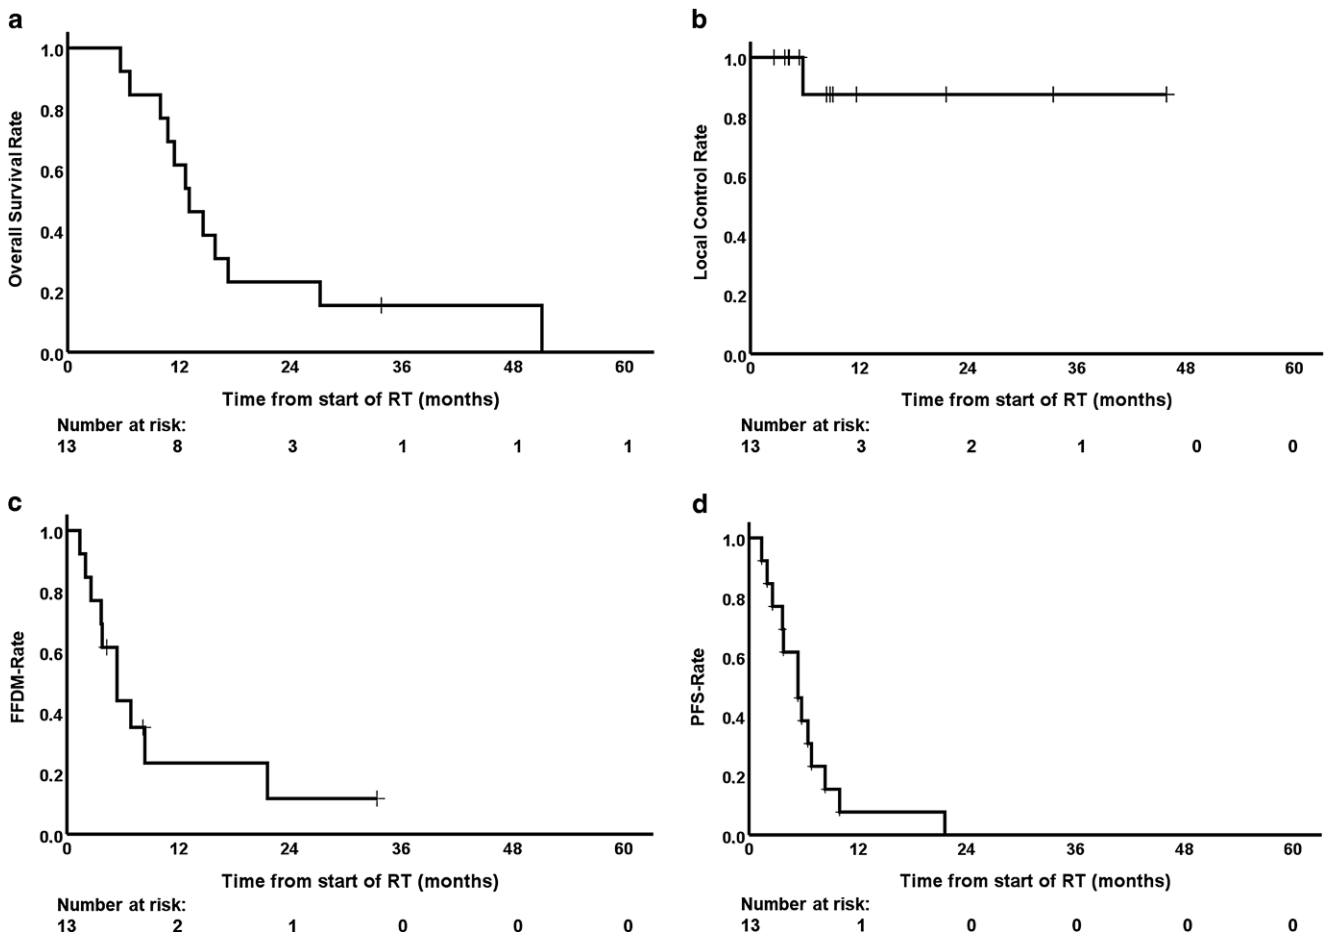 a
Overall Survival Rate
1.0
0.8
0.6
0.4
0.2
0.0
0 12 24 36 48 60
Time from start of RT (months)
Number at risk:
13 8 3 1 1 1
b
Local Control Rate
1.0
0.8
0.6
0.4
0.2
0.0
0 12 24 36 48 60
Time from start of RT (months)
Number at risk:
13 3 2 1 0 0
c
FFDM-Rate
1.0
0.8
0.6
0.4
0.2
0.0
0 12 24 36 48 60
Time from start of RT (months)
Number at risk:
13 2 1 0 0 0
d
PFS-Rate
1.0
0.8
0.6
0.4
0.2
0.0
0 12 24 36 48 60
Time from start of RT (months)
Number at risk:
13 1 0 0 0 0